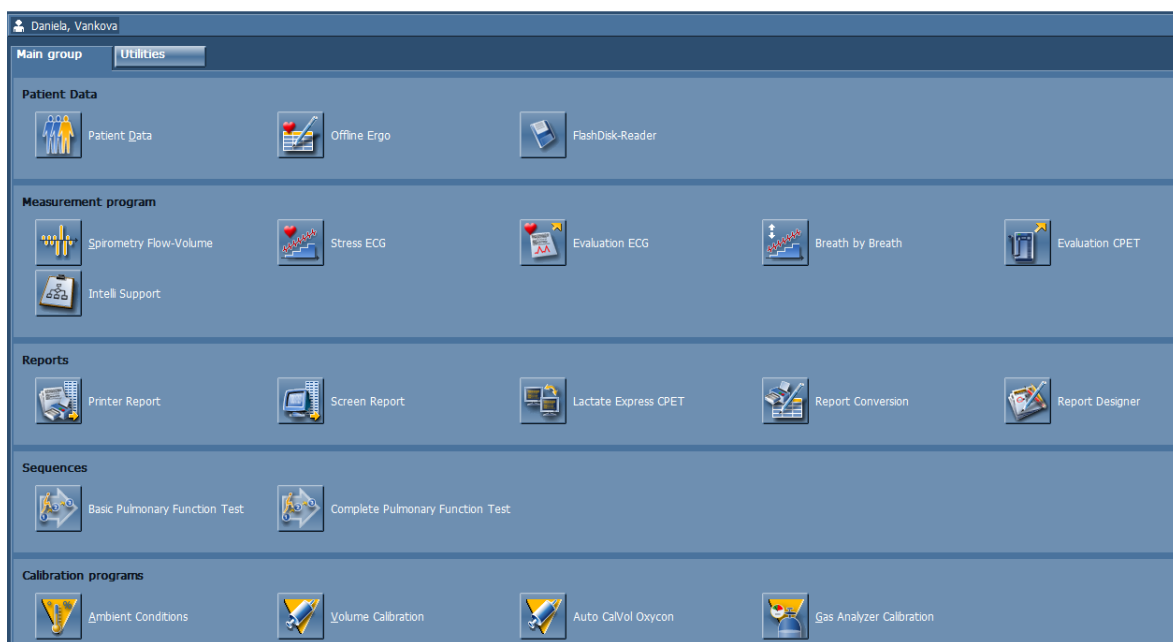 Daniela, Vankova
Main group Utilities
Patient Data
Patient Data Offline Ergo FlashDisk-Reader
Measurement program
Spirometry Flow-Volume Stress ECG Evaluation ECG Breath by Breath Evaluation CPET
Intelli Support
Reports
Printer Report Screen Report Lactate Express CPET Report Conversion Report Designer
Sequences
Basic Pulmonary Function Test Complete Pulmonary Function Test
Calibration programs
Ambient Conditions Volume Calibration Auto CalVol Oxycon Gas Analyzer Calibration